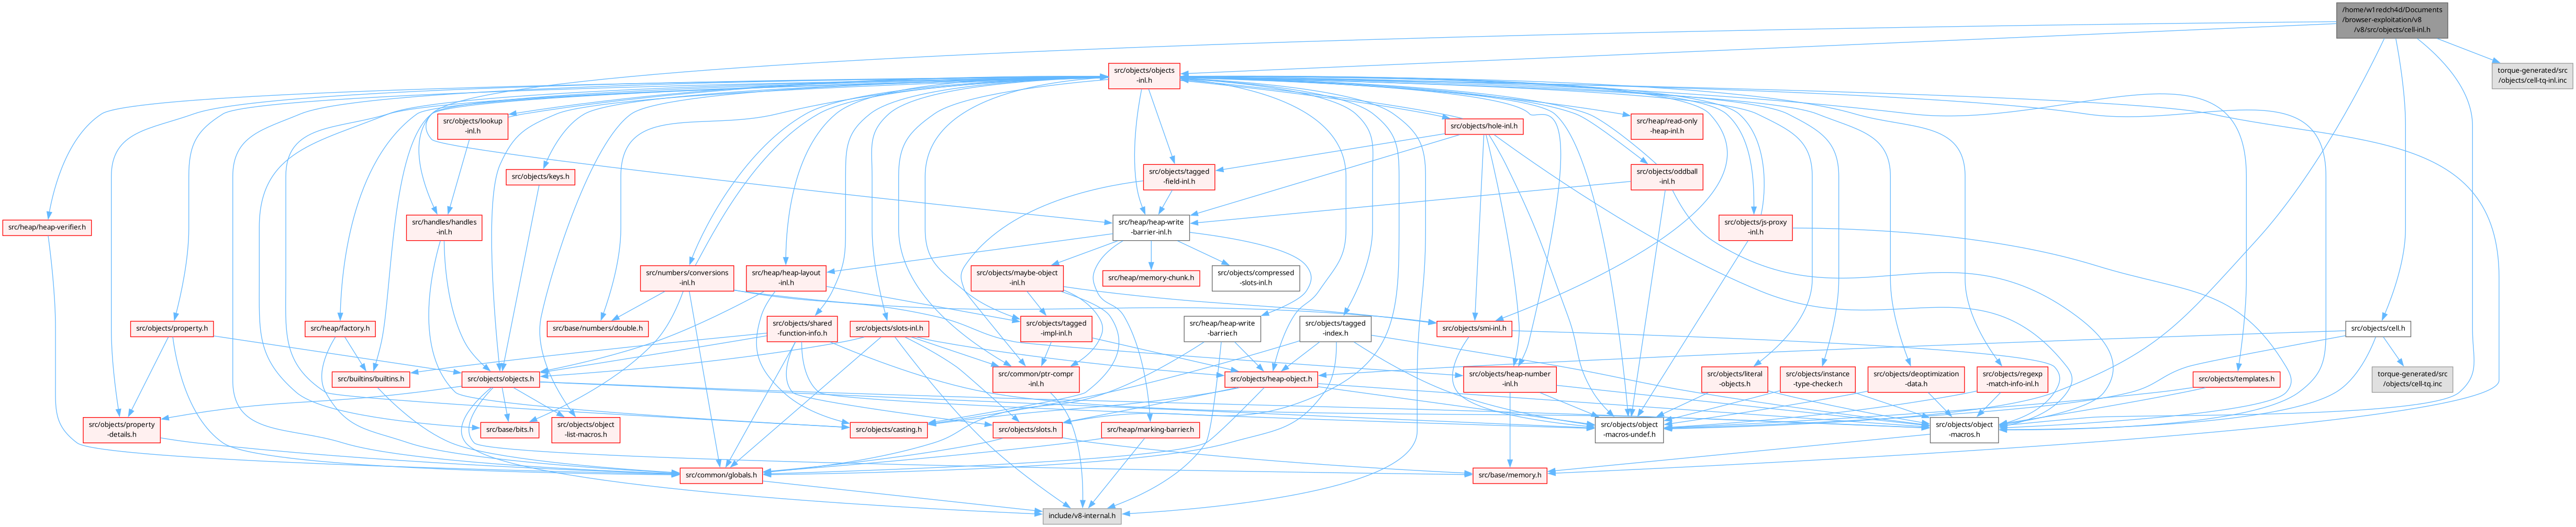 /home/w1redch4d/Documents
/browser-exploitation/v8
/v8/src/objects/cell-inl.h
src/objects/objects
-inl.h
torque-generated/src
/objects/cell-tq-inl.inc
src/objects/lookup
-inl.h
src/objects/hole-inl.h
src/heap/read-only
-heap-inl.h
src/objects/keys.h
src/objects/tagged
-field-inl.h
src/objects/oddball
-inl.h
src/heap/heap-verifier.h
src/handles/handles
-inl.h
src/heap/heap-write
-barrier-inl.h
src/objects/js-proxy
-inl.h
src/numbers/conversions
-inl.h
src/heap/heap-layout
-inl.h
src/objects/maybe-object
-inl.h
src/heap/memory-chunk.h
src/objects/compressed
-slots-inl.h
src/objects/property.h
src/heap/factory.h
src/base/numbers/double.h
src/objects/shared
-function-info.h
src/objects/slots-inl.h
src/objects/tagged
-impl-inl.h
src/heap/heap-write
-barrier.h
src/objects/tagged
-index.h
src/objects/smi-inl.h
src/objects/cell.h
src/builtins/builtins.h
src/objects/objects.h
src/common/ptr-compr
-inl.h
src/objects/heap-object.h
src/objects/heap-number
-inl.h
src/objects/literal
-objects.h
src/objects/instance
-type-checker.h
src/objects/deoptimization
-data.h
src/objects/regexp
-match-info-inl.h
src/objects/templates.h
torque-generated/src
/objects/cell-tq.inc
src/objects/property
-details.h
src/base/bits.h
src/objects/object
-list-macros.h
src/objects/casting.h
src/objects/slots.h
src/heap/marking-barrier.h
src/objects/object
-macros-undef.h
src/objects/object
-macros.h
src/common/globals.h
src/base/memory.h
include/v8-internal.h